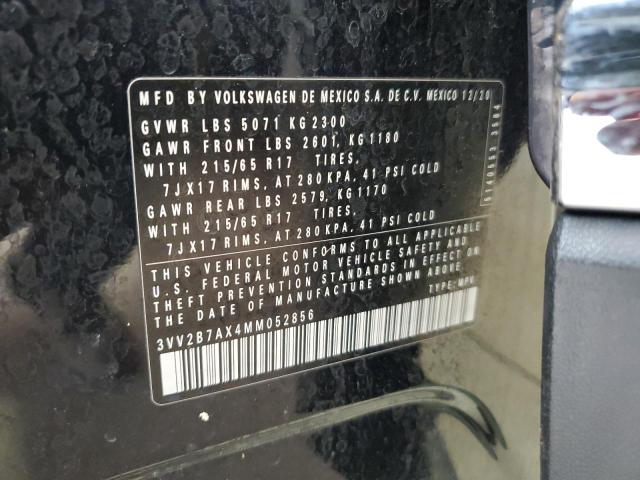 MFD BY VOLKSWAGEN DE MEXICO S.A. DE C.V. MEXICO 12/20
GVWR LBS 5071 KG 2300
GAWR FRONT LBS 2601, KG 1180
WITH 215/65 R17 TIRES,
7JX17 RIMS, AT 280 KPA, 41 PSI COLD
GAWR REAR LBS 2579, KG 1170
WITH 215/65 R17 TIRES,
7JX17 RIMS, AT 280 KPA, 41 PSI COLD
THIS VEHICLE CONFORMS TO ALL APPLICABLE
U.S. FEDERAL MOTOR VEHICLE SAFETY AND
THEFT PREVENTION STANDARDS IN EFFECT ON
THE DATE OF MANUFACTURE SHOWN ABOVE
TYPE:MPV
3VV2B7AX4MM052856